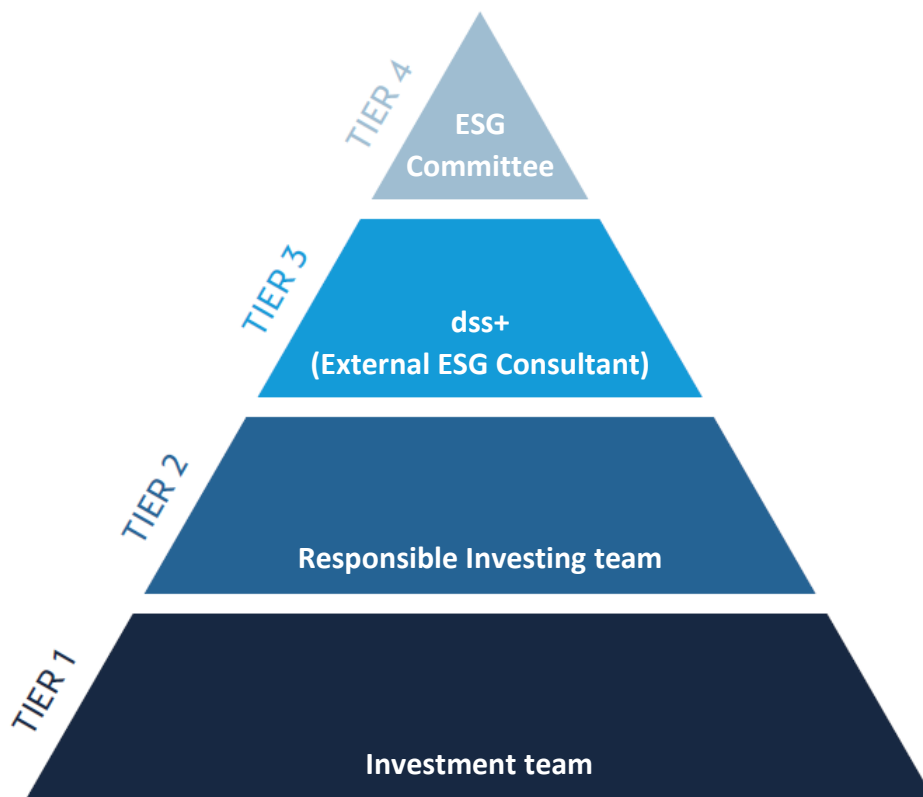 TIER 4
ESG
Committee
TIER 3
dss+
(External ESG Consultant)
TIER 2
Responsible Investing team
TIER 1
Investment team